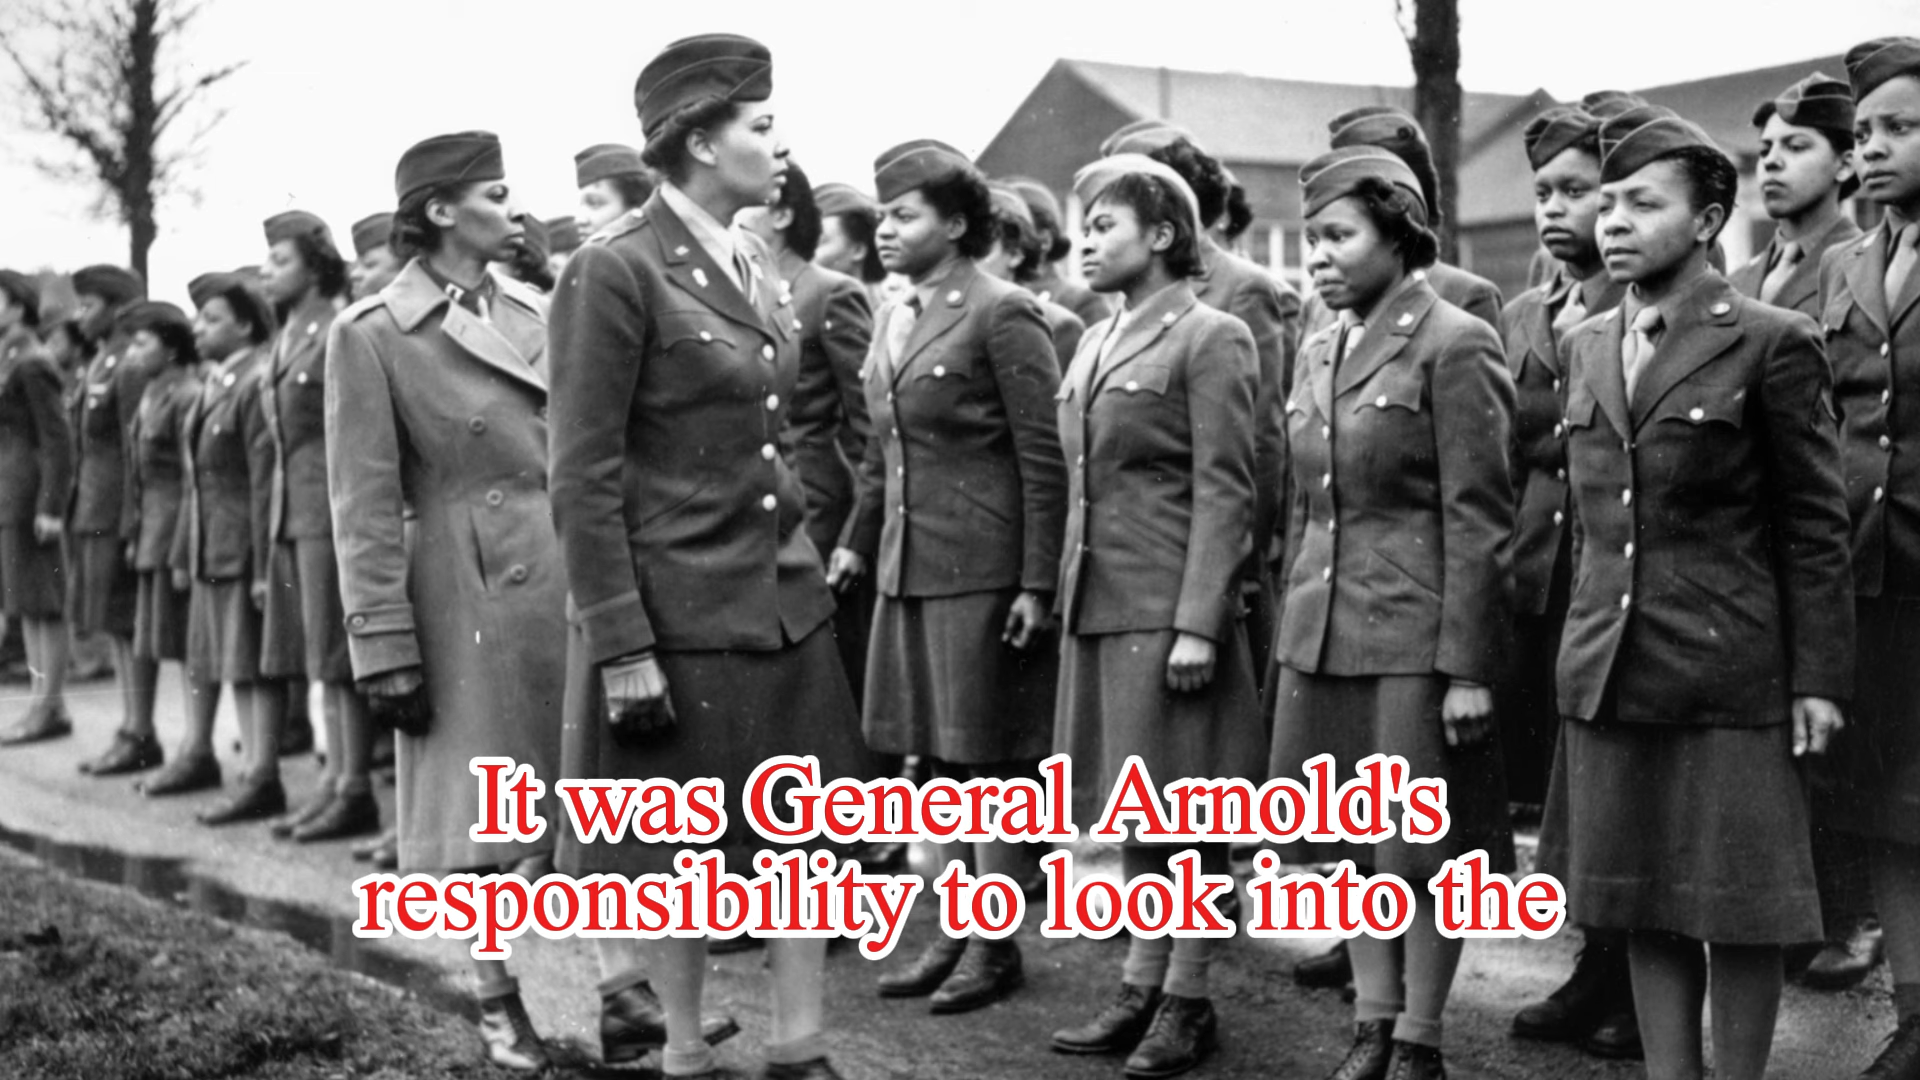 It was General Arnold's
responsibility to look into the